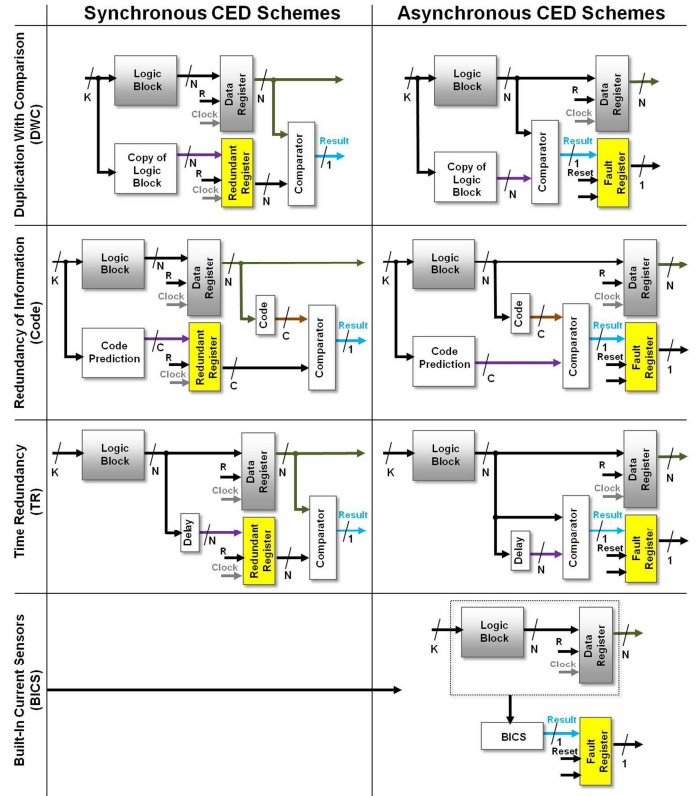 Synchronous CED Schemes
Asynchronous CED Schemes
Duplication With Comparison
(DWC)
Logic
Block
K
N
R
Clock
Data
Register
N
Copy of
Logic
Block
N
R
Clock
Redundant
Register
N
Comparator
Result
1
Logic
Block
K
N
R
Clock
Data
Register
N
Copy of
Logic
Block
N
Comparator
Result
1
Reset
Fault
Register
1
Redundancy of Information
(Code)
Logic
Block
K
N
R
Clock
Data
Register
N
Code
C
Code
Prediction
C
R
Clock
Redundant
Register
C
Comparator
Result
1
Logic
Block
K
N
R
Clock
Data
Register
N
Code
C
Code
Prediction
C
Comparator
Result
1
Reset
Fault
Register
1
Time Redundancy
(TR)
Logic
Block
K
N
R
Clock
Data
Register
N
Delay
N
R
Clock
Redundant
Register
N
Comparator
Result
1
Logic
Block
K
N
R
Clock
Data
Register
N
Delay
N
Comparator
Result
1
Reset
Fault
Register
1
Built-In Current Sensors
(BICS)
Logic
Block
K
N
R
Clock
Data
Register
N
BICS
Result
1
Reset
Fault
Register
1